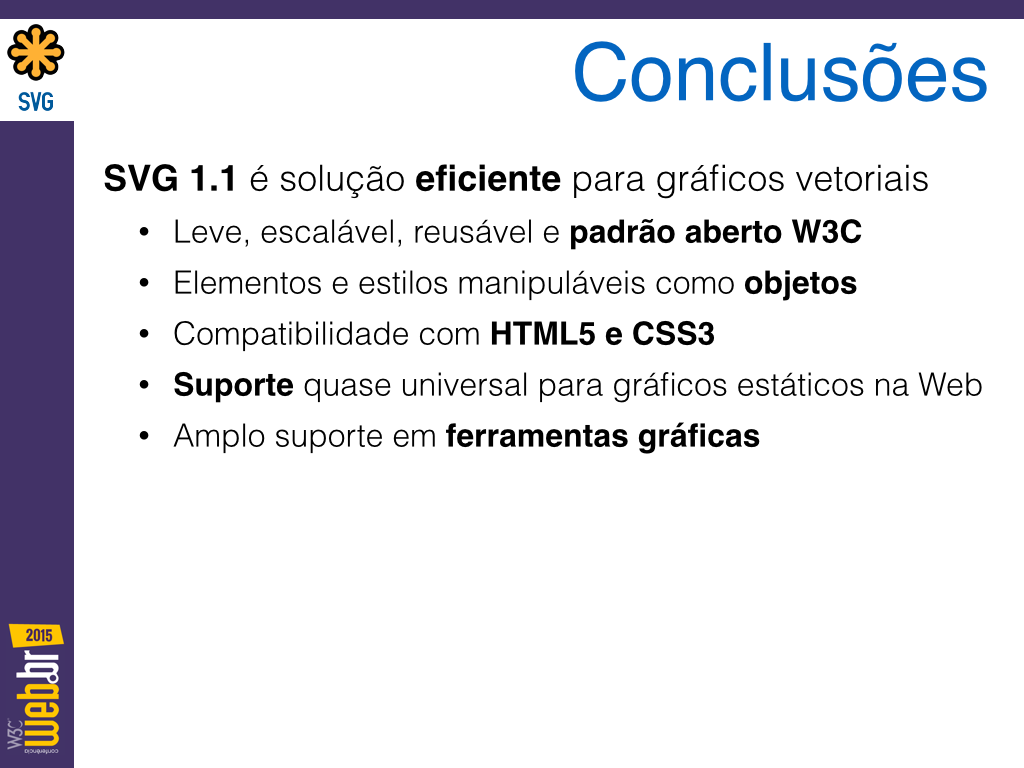 SVG
Conclusões
SVG 1.1 é solução eficiente para gráficos vetoriais
• Leve, escalável, reusável e padrão aberto W3C
• Elementos e estilos manipuláveis como objetos
• Compatibilidade com HTML5 e CSS3
• Suporte quase universal para gráficos estáticos na Web
• Amplo suporte em ferramentas gráficas
2015
web.br
W3C
conferência